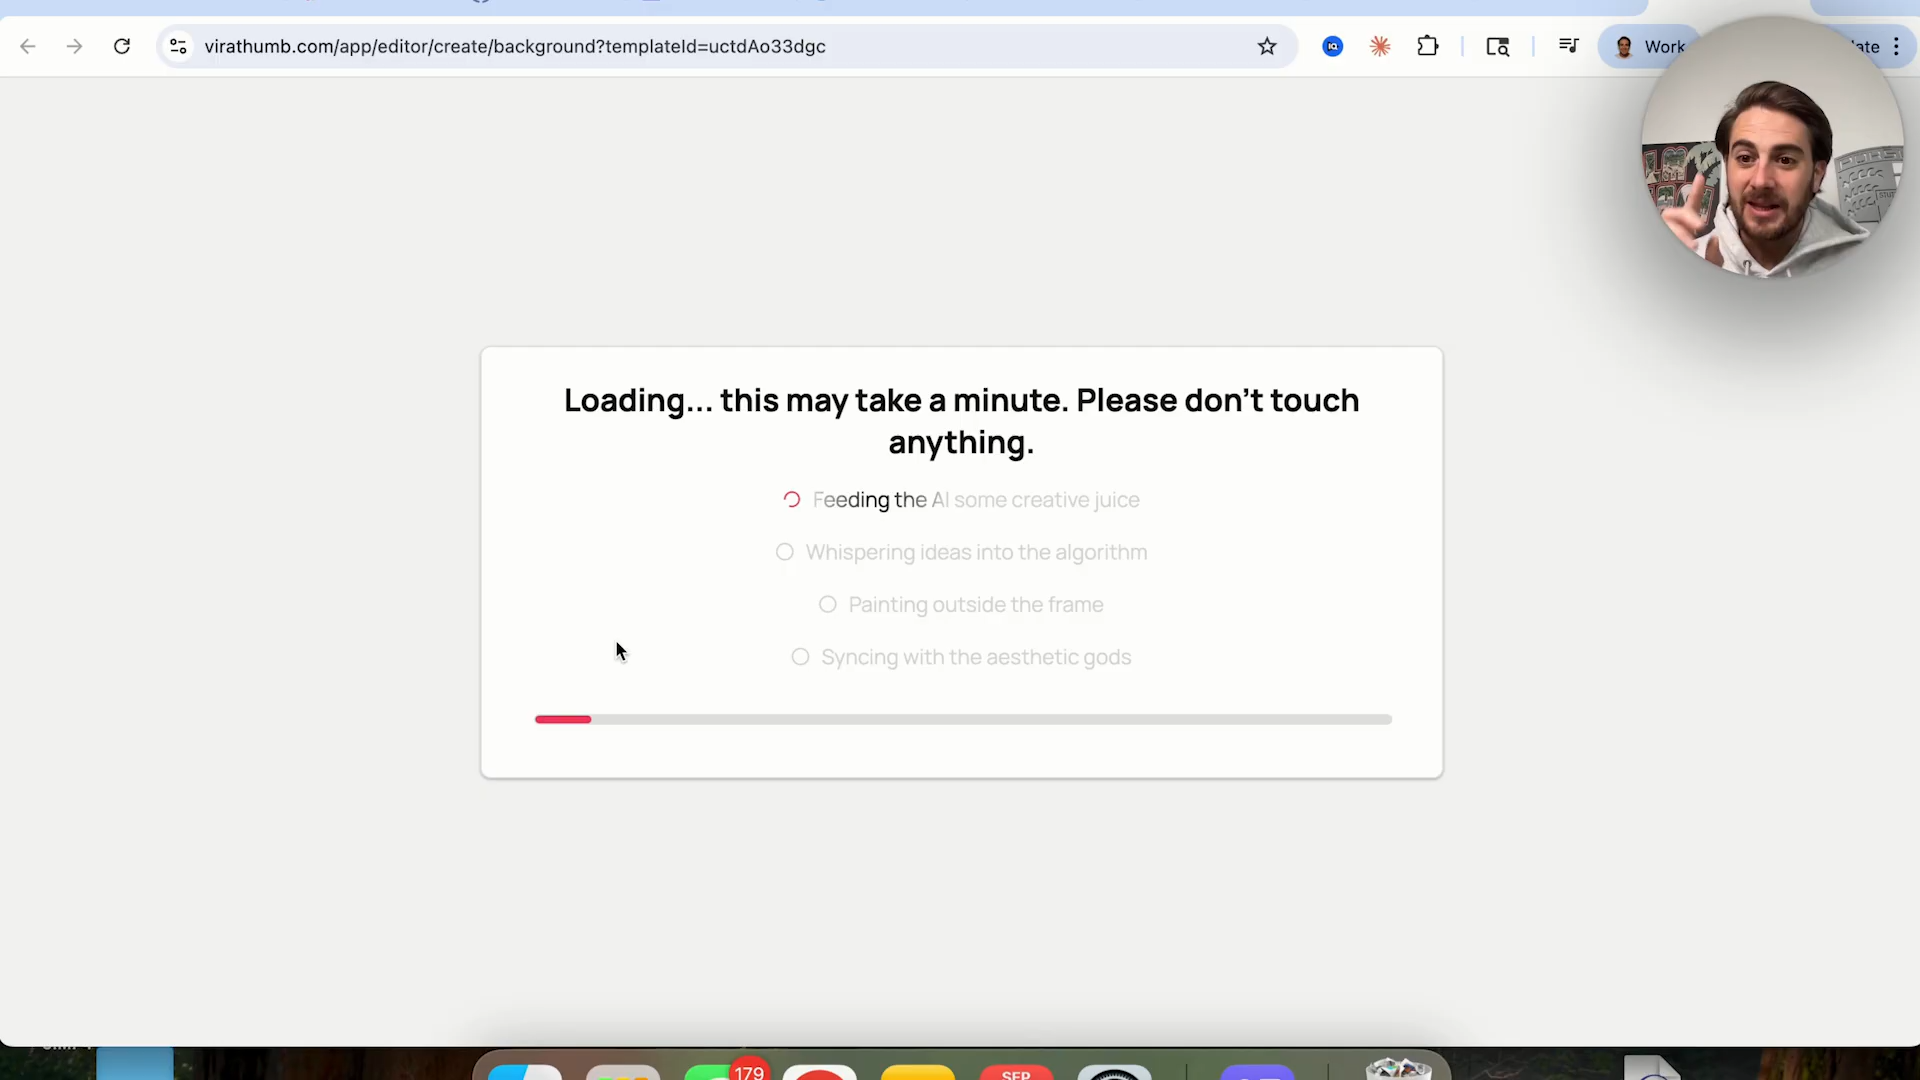 virathumb.com/app/editor/create/background?templateId=uctdAo33dgc
Work
Loading... this may take a minute. Please don't touch
anything.
Feeding the AI some creative juice
Whispering ideas into the algorithm
Painting outside the frame
Syncing with the aesthetic gods
179
SEP